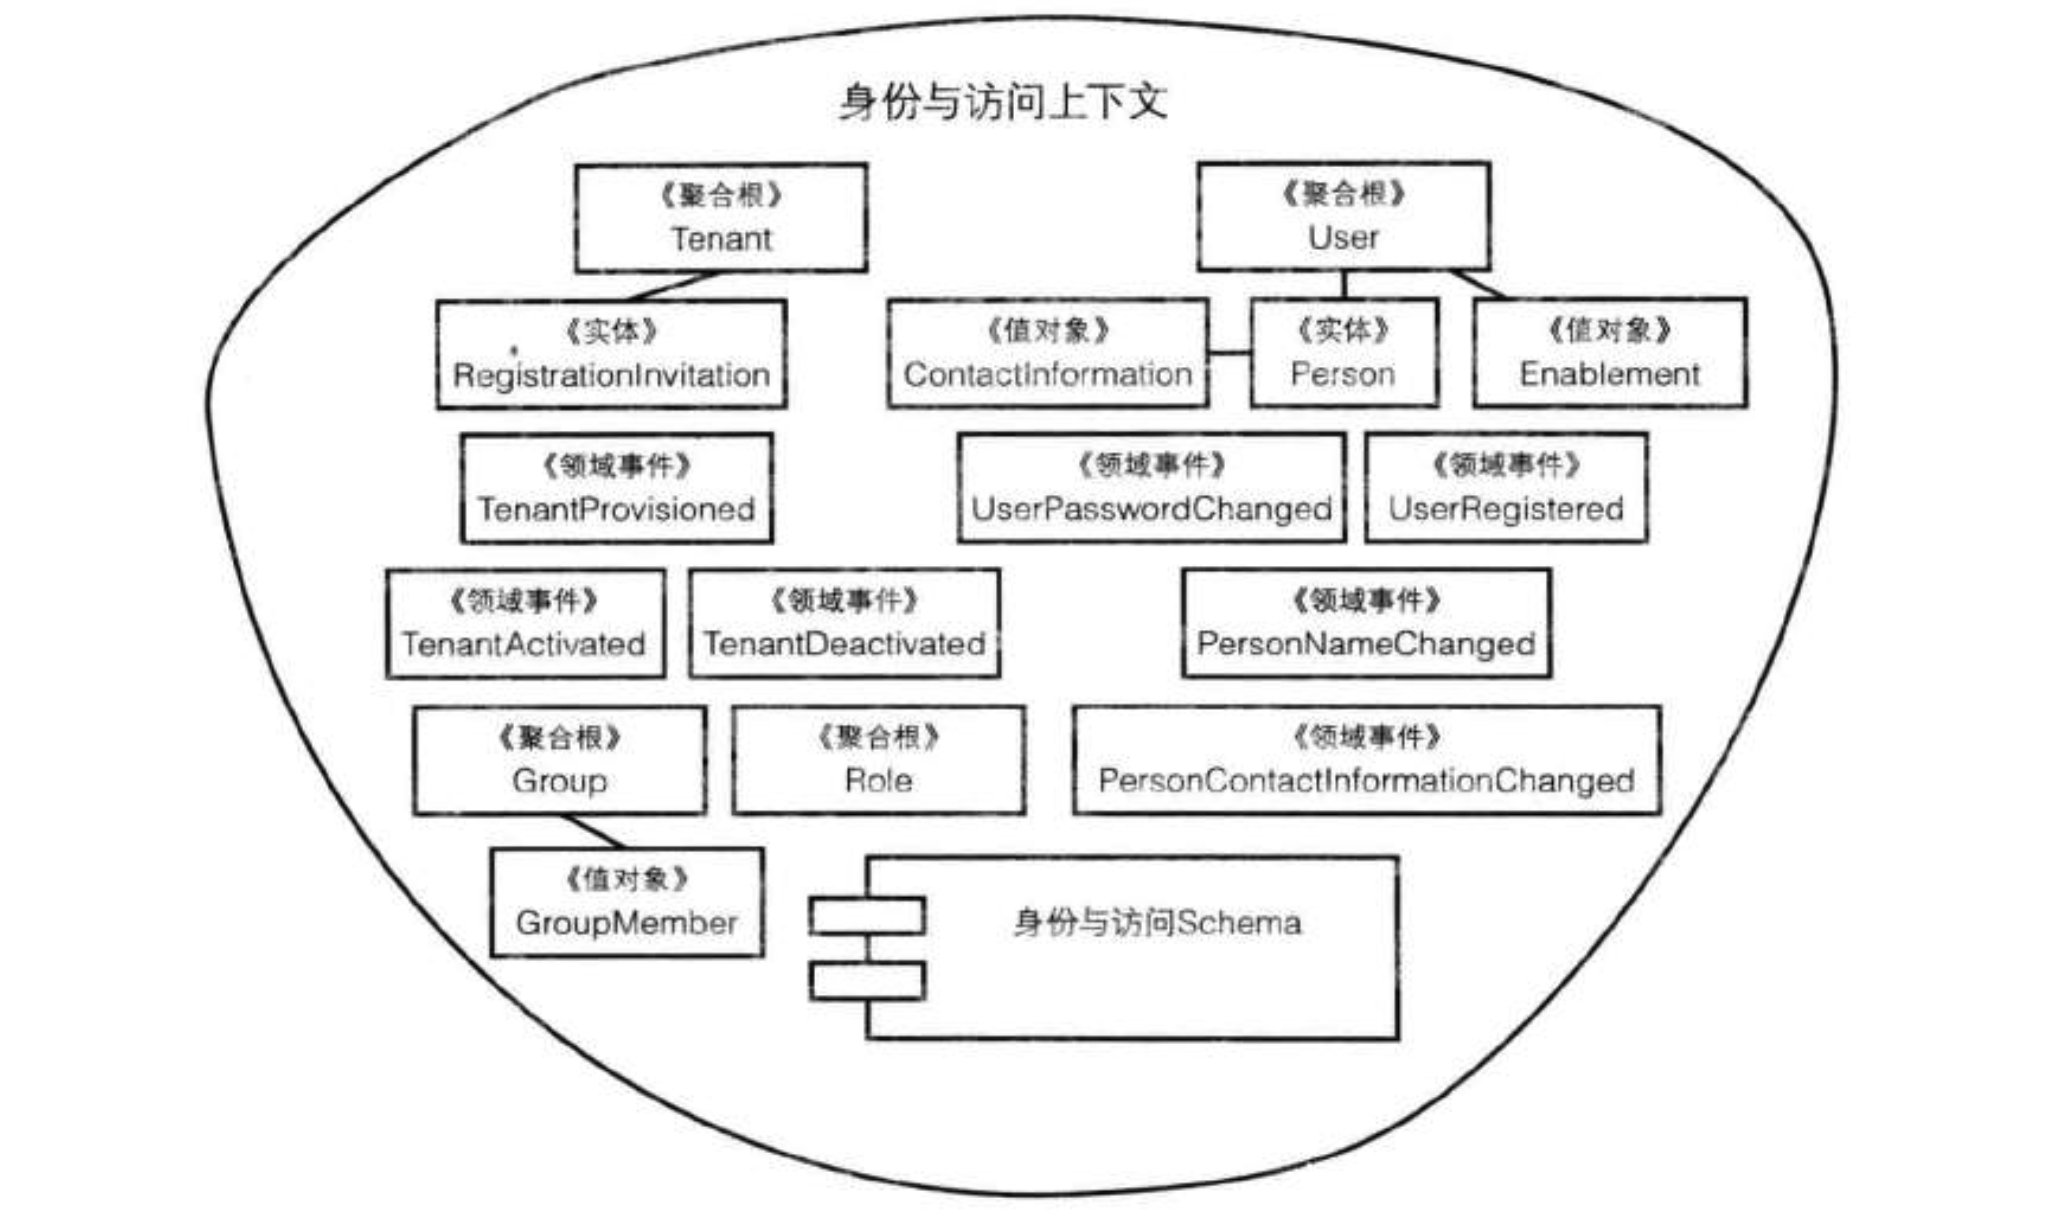 身份与访问上下文
《聚合根》
Tenant
《聚合根》
User
《实体》
RegistrationInvitation
《值对象》
ContactInformation
《实体》
Person
《值对象》
Enablement
《领域事件》
TenantProvisioned
《领域事件》
UserPasswordChanged
《领域事件》
UserRegistered
《领域事件》
TenantActivated
《领域事件》
TenantDeactivated
《领域事件》
PersonNameChanged
《聚合根》
Group
《聚合根》
Role
《领域事件》
PersonContactInformationChanged
《值对象》
GroupMember
身份与访问Schema